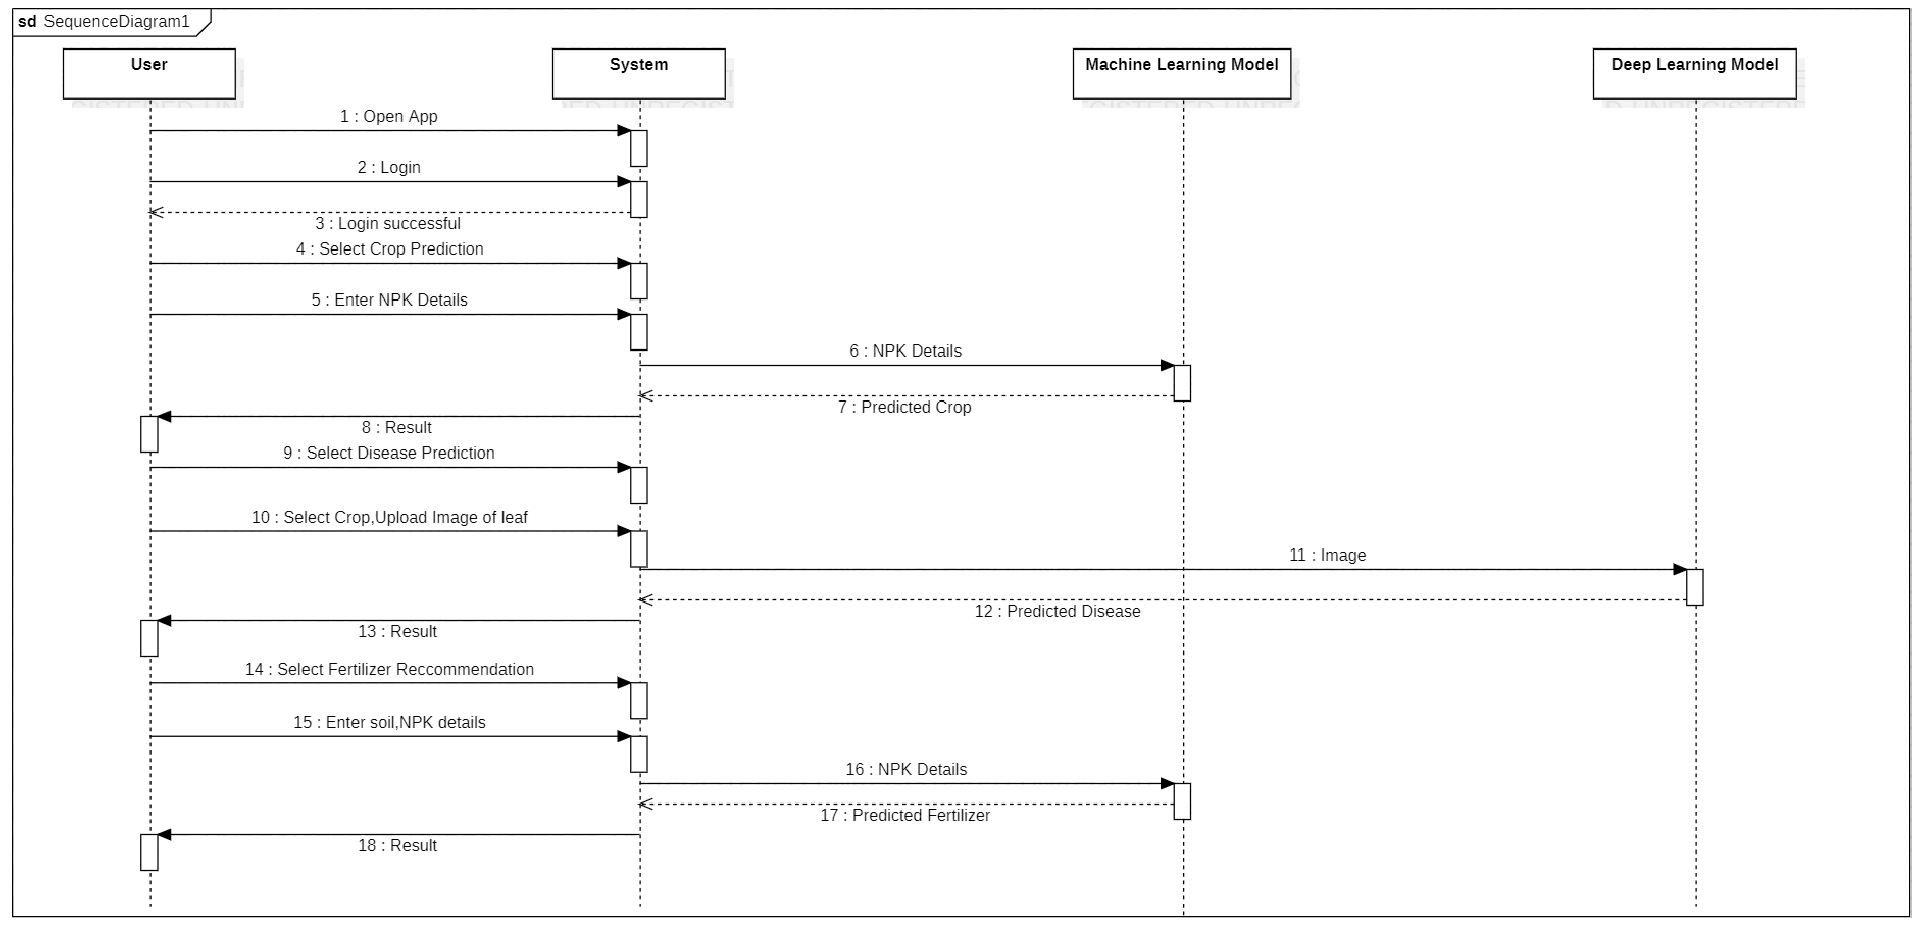 sd SequenceDiagram1
User
System
Machine Learning Model
Deep Learning Model
1 : Open App
2 : Login
3 : Login successful
4 : Select Crop Prediction
5 : Enter NPK Details
6 : NPK Details
7 : Predicted Crop
8 : Result
9 : Select Disease Prediction
10 : Select Crop,Upload Image of leaf
11 : Image
12 : Predicted Disease
13 : Result
14 : Select Fertilizer Reccommendation
15 : Enter soil,NPK details
16 : NPK Details
17 : Predicted Fertilizer
18 : Result